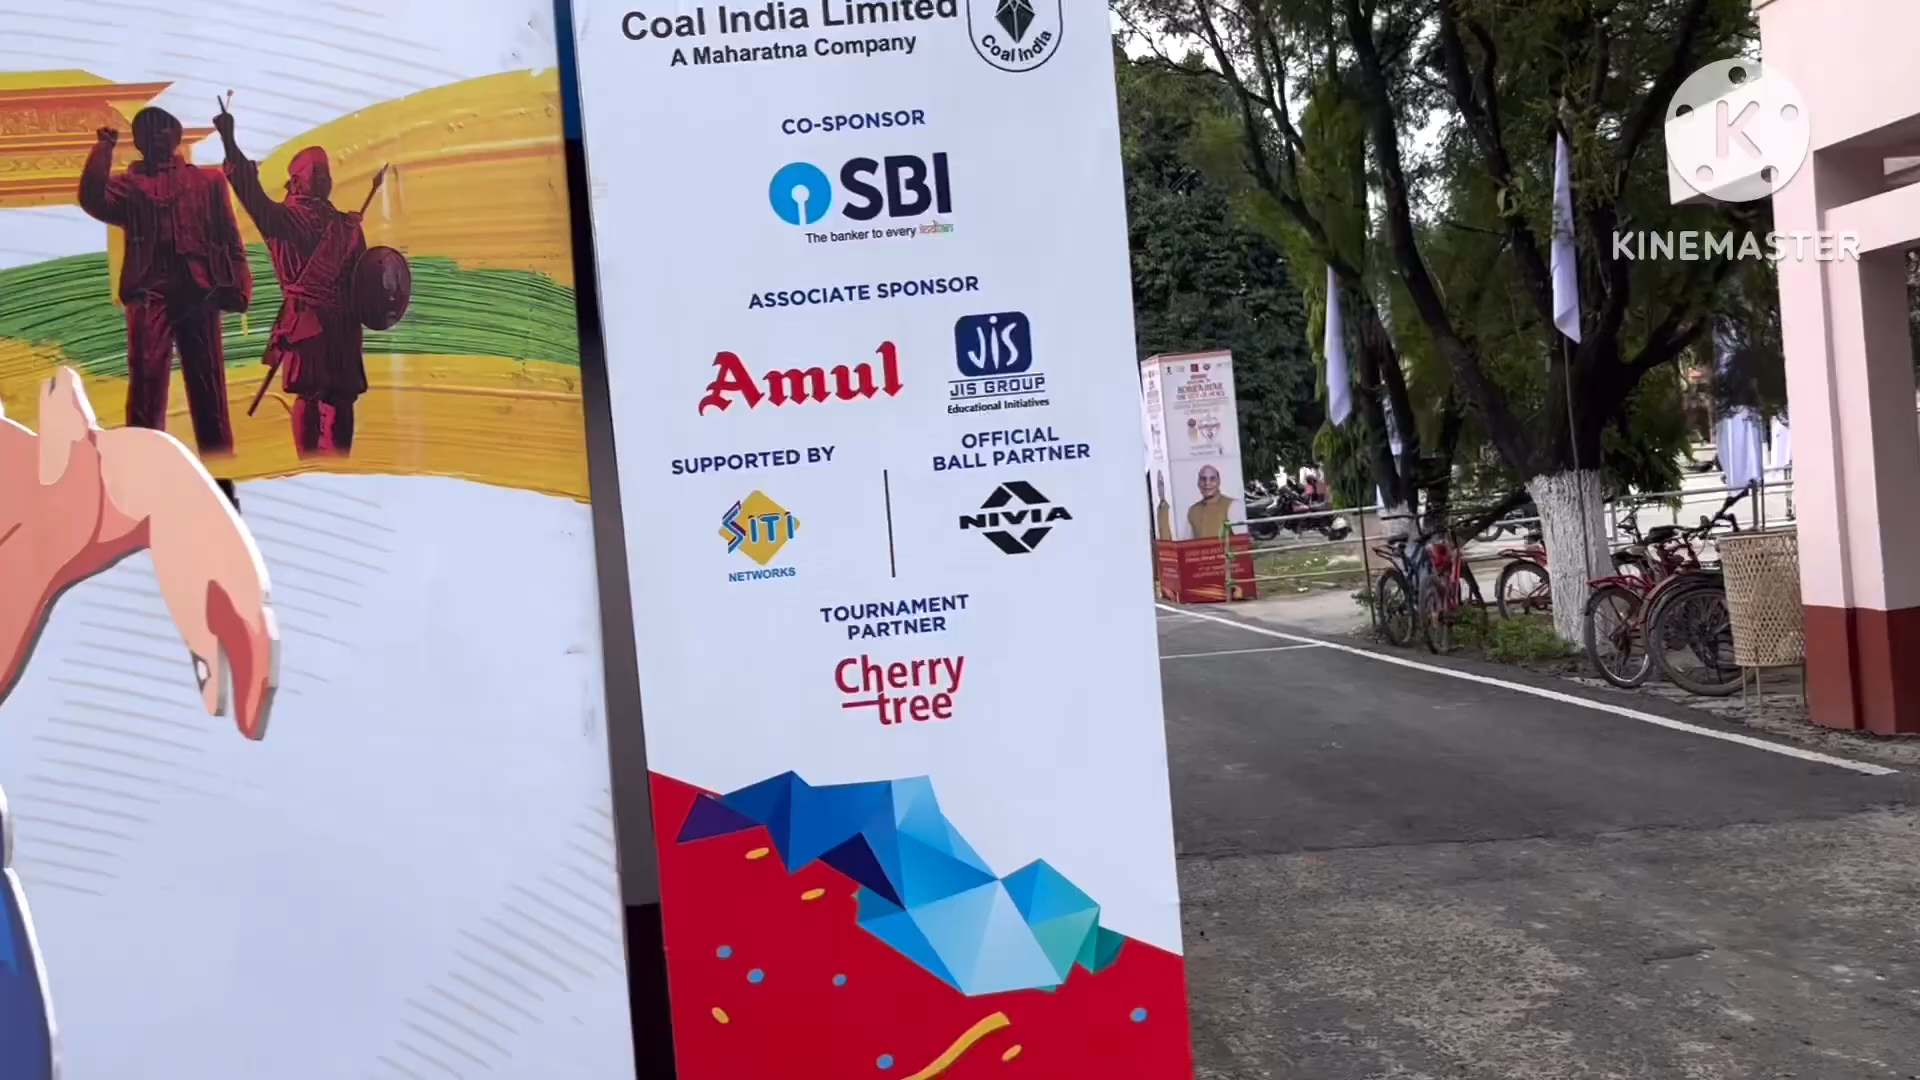 Coal India Limited
A Maharatna Company
Coal India
CO-SPONSOR
SBI
The banker to every Indian
ASSOCIATE SPONSOR
Amul
JIS
JIS GROUP
Educational Initiatives
SUPPORTED BY
SITI
NETWORKS
OFFICIAL
BALL PARTNER
NIVIA
TOURNAMENT
PARTNER
Cherry
tree
K
KINEMASTER